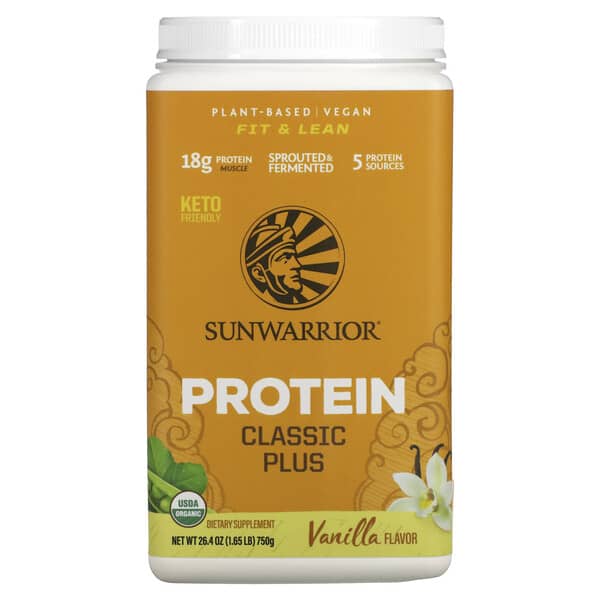 PLANT-BASED | VEGAN
FIT & LEAN
18g PROTEIN MUSCLE
SPROUTED & FERMENTED
5 PROTEIN SOURCES
KETO
FRIENDLY
SUNWARRIOR®
PROTEIN
CLASSIC
PLUS
USDA
ORGANIC
DIETARY SUPPLEMENT
NET WT 26.4 OZ (1.65 LB) 750g
Vanilla FLAVOR